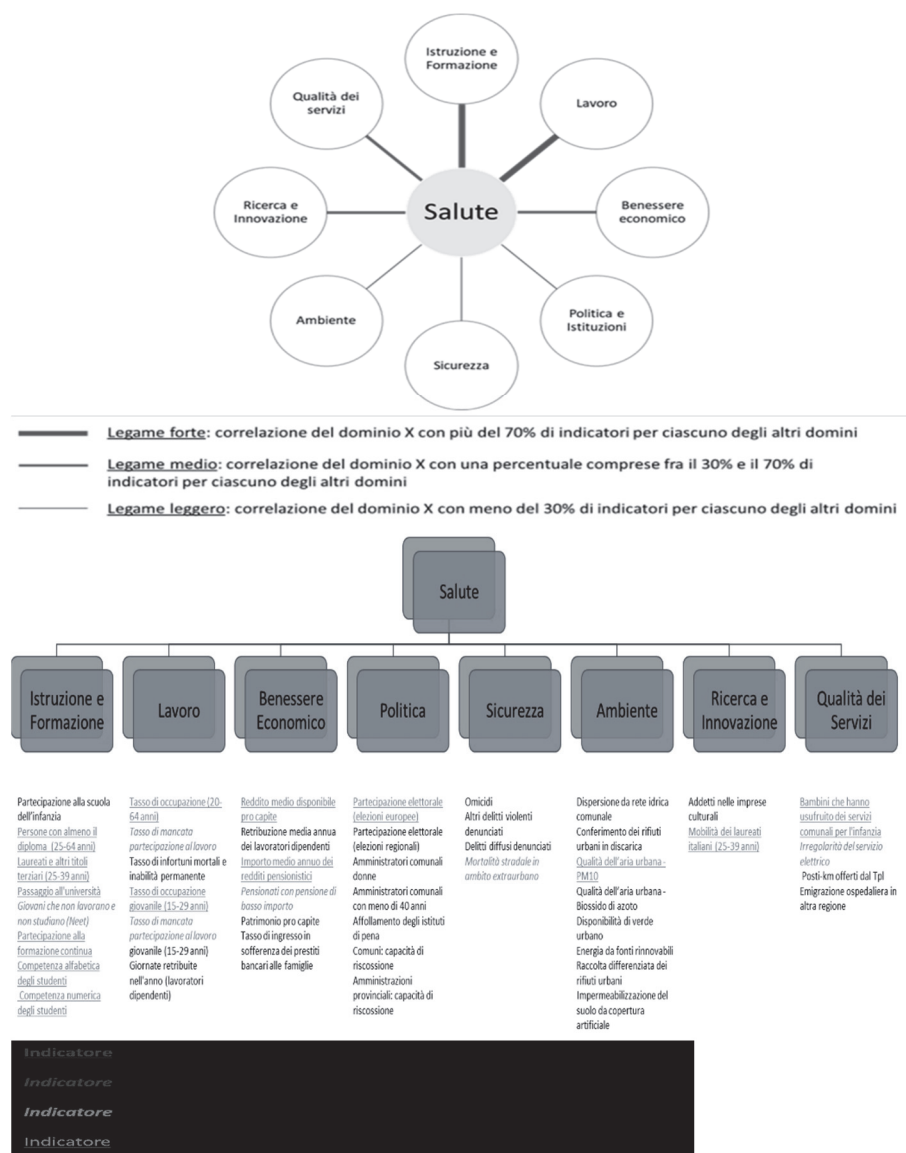 Istruzione e
Formazione
Qualità dei
servizi
Lavoro
Ricerca e
Innovazione
Salute
Benessere
economico
Ambiente
Politica e
Istituzioni
Sicurezza
Legame forte: correlazione del dominio X con più del 70% di indicatori per ciascuno degli altri domini
Legame medio: correlazione del dominio X con una percentuale comprese fra il 30% e il 70% di
indicatori per ciascuno degli altri domini
Legame leggero: correlazione del dominio X con meno del 30% di indicatori per ciascuno degli altri domini
Salute
Istruzione e
Formazione
Lavoro
Benessere
Economico
Politica
Sicurezza
Ambiente
Ricerca e
Innovazione
Qualità dei
Servizi
Partecipazione alla scuola
dell'infanzia
Persone con almeno il
diploma (25-64 anni)
Laureati e altri titoli
terziari (25-39 anni)
Passaggio all'università
Giovani che non lavorano e
non studiano (Neet)
Partecipazione alla
formazione continua
Competenza alfabetica
degli studenti
Competenza numerica
degli studenti
Tasso di occupazione (20-
64 anni)
Tasso di mancata
partecipazione al lavoro
Tasso di infortuni mortali e
inabilità permanente
Tasso di occupazione
giovanile (15-29 anni)
Tasso di mancata
partecipazione al lavoro
giovanile (15-29 anni)
Giornate retribuite
nell'anno (lavoratori
dipendenti)
Reddito medio disponibile
pro capite
Retribuzione media annua
dei lavoratori dipendenti
Importo medio annuo dei
redditi pensionistici
Pensionati con pensione di
basso importo
Patrimonio pro capite
Tasso di ingresso in
sofferenza dei prestiti
bancari alle famiglie
Partecipazione elettorale
(elezioni europee)
Partecipazione elettorale
(elezioni regionali)
Amministratori comunali
donne
Amministratori comunali
con meno di 40 anni
Affollamento degli istituti
di pena
Comuni: capacità di
riscossione
Amministrazioni
provinciali: capacità di
riscossione
Omicidi
Altri delitti violenti
denunciati
Delitti diffusi denunciati
Mortalità stradale in
ambito extraurbano
Dispersione da rete idrica
comunale
Conferimento dei rifiuti
urbani in discarica
Qualità dell'aria urbana-
PM10
Qualità dell'aria urbana-
Biossido di azoto
Disponibilità di verde
urbano
Energia da fonti rinnovabili
Raccolta differenziata dei
rifiuti urbani
Impermeabilizzazione del
suolo da copertura
artificiale
Addetti nelle imprese
culturali
Mobilità dei laureati
italiani (25-39 anni)
Bambini che hanno
usufruito dei servizi
comunali per l'infanzia
Irregolarità del servizio
elettrico
Posti-km offerti dal Tpl
Emigrazione ospedaliera in
altra regione
Indicatore
Indicatore
Indicatore
Indicatore